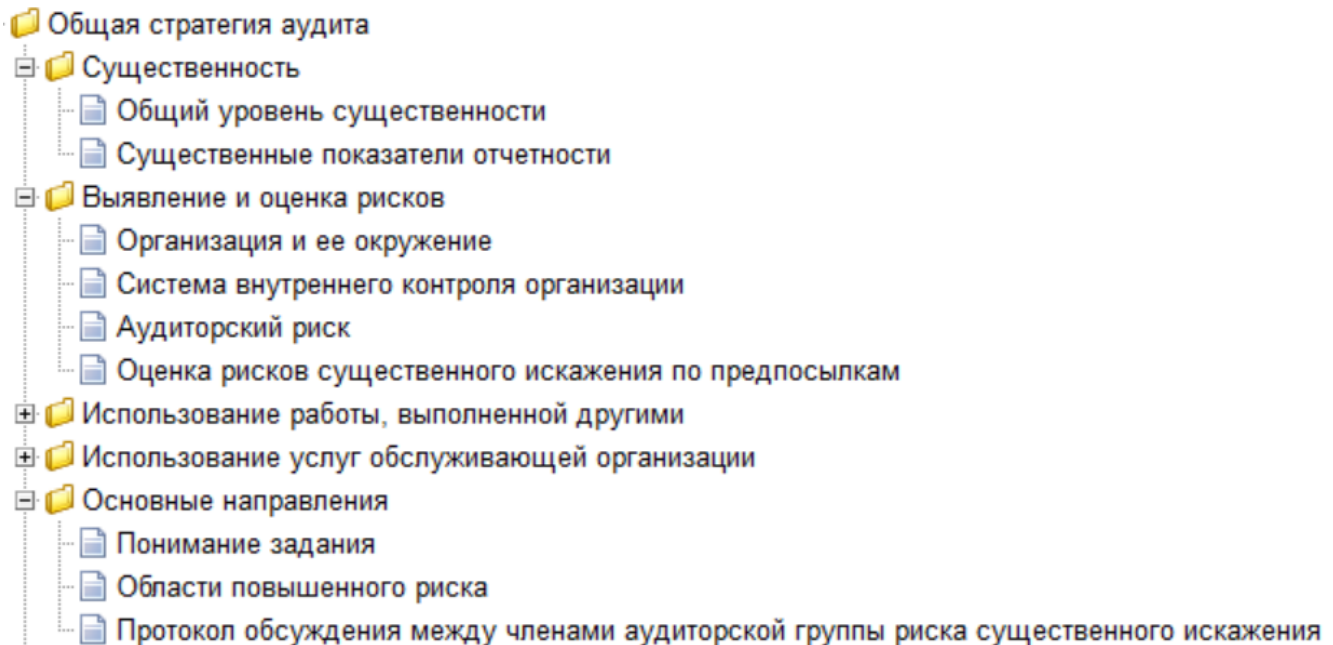 Общая стратегия аудита
Существенность
Общий уровень существенности
Существенные показатели отчетности
Выявление и оценка рисков
Организация и ее окружение
Система внутреннего контроля организации
Аудиторский риск
Оценка рисков существенного искажения по предпосылкам
Использование работы, выполненной другими
Использование услуг обслуживающей организации
Основные направления
Понимание задания
Области повышенного риска
Протокол обсуждения между членами аудиторской группы риска существенного искажения